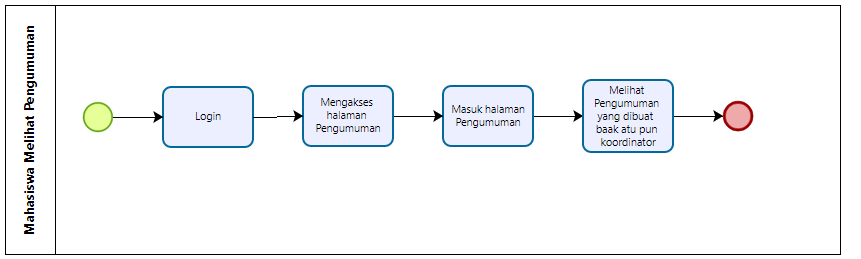 Mahasiswa Melihat Pengumuman
Login
Mengakses
halaman
Pengumuman
Masuk halaman
Pengumuman
Melihat
Pengumuman
yang dibuat
baak atu pun
koordinator